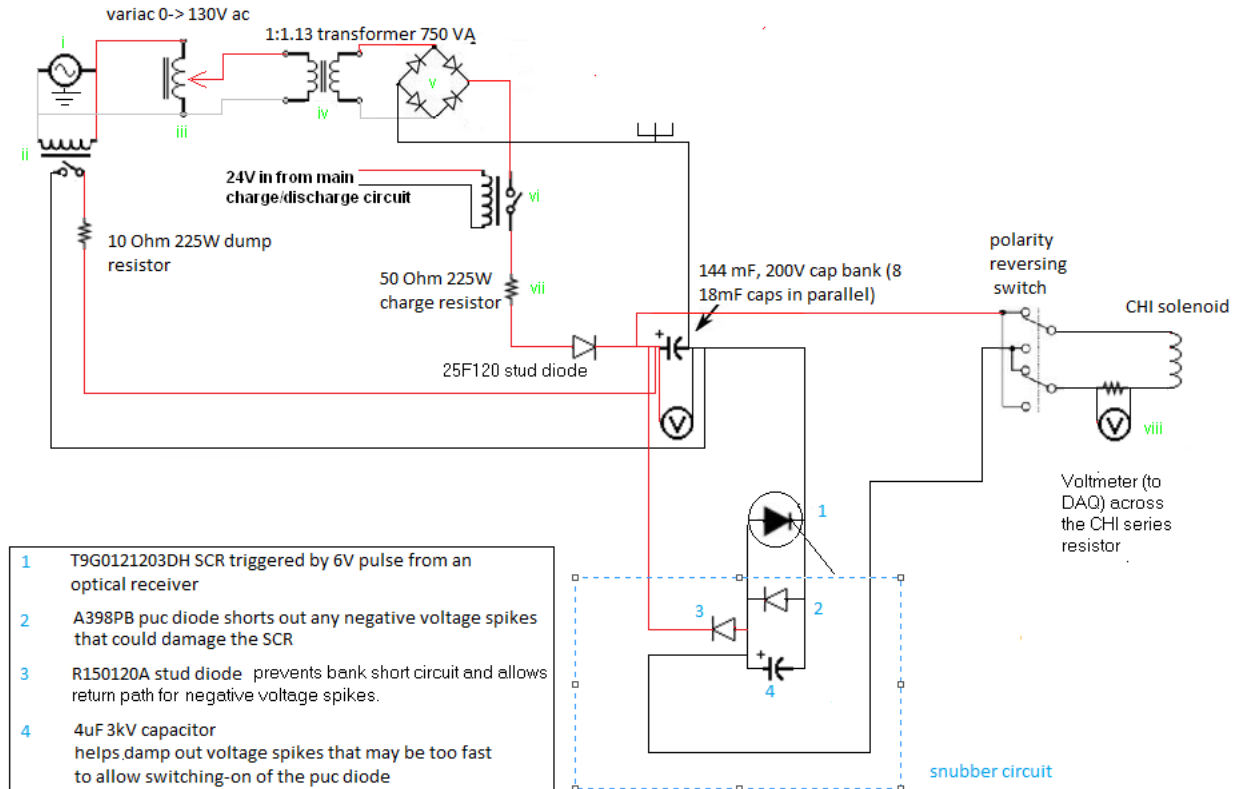 variac 0-> 130V ac
1:1.13 transformer 750 VA
i
v
iv
iii
ii
24V in from main
charge/discharge circuit
vi
10 Ohm 225W dump
resistor
50 Ohm 225W
charge resistor
vii
144 mF, 200V cap bank (8
18mF caps in parallel)
polarity
reversing
switch
CHI solenoid
+
25F120 stud diode
V
V
viii
Voltmeter (to
DAQ) across
the CHI series
resistor
1
3
2
+
4
snubber circuit
1 T9G0121203DH SCR triggered by 6V pulse from an
optical receiver
2 A398PB puc diode shorts out any negative voltage spikes
that could damage the SCR
3 R150120A stud diode prevents bank short circuit and allows
return path for negative voltage spikes.
4 4uF 3kV capacitor
helps damp out voltage spikes that may be too fast
to allow switching-on of the puc diode